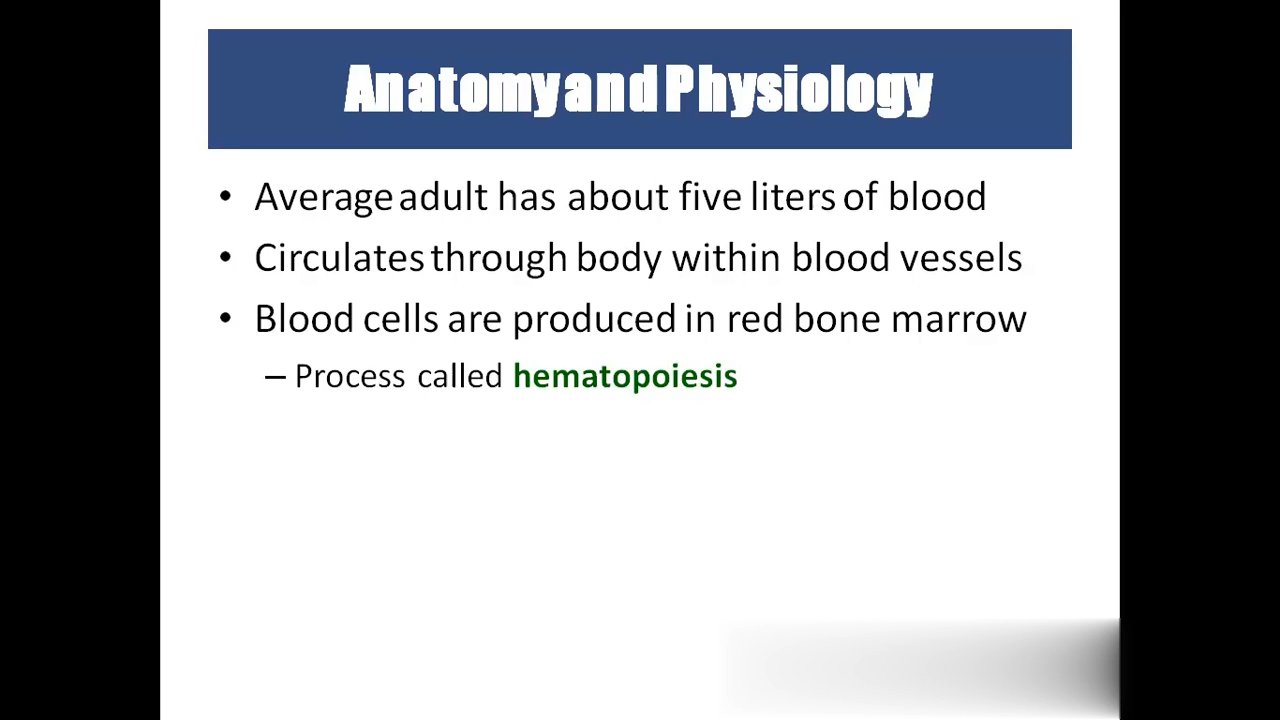 Anatomy and Physiology
• Average adult has about five liters of blood
• Circulates through body within blood vessels
• Blood cells are produced in red bone marrow
– Process called hematopoiesis